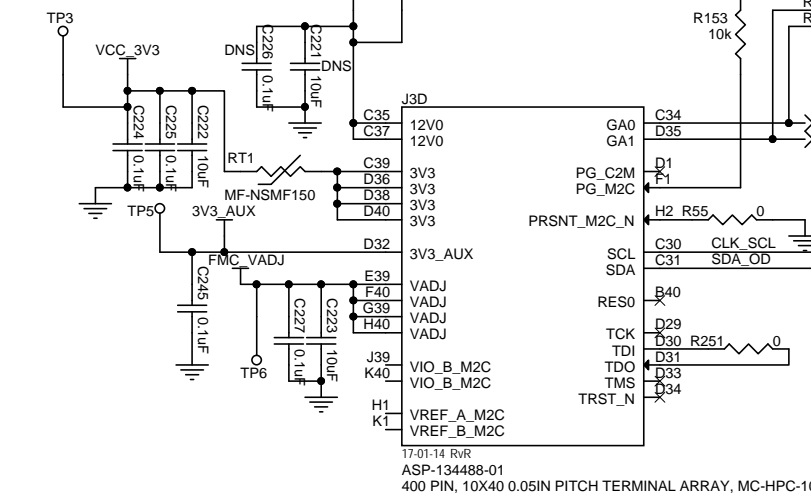 TP3
VCC_3V3
C224
0.1uF
C225
0.1uF
C222
10uF
DNS
C226
0.1uF
C221
10uF
DNS
R153
10k
RT1
MF-NSMF150
TP5
3V3_AUX
FMC_VADJ
C245
0.1uF
C227
0.1uF
C223
10uF
TP6
J3D
C35 12V0
C37 12V0
C39 3V3
D36 3V3
D38 3V3
D40 3V3
D32 3V3_AUX
E39 VADJ
F40 VADJ
G39 VADJ
H40 VADJ
J39 VIO_B_M2C
K40 VIO_B_M2C
H1 VREF_A_M2C
K1 VREF_B_M2C
GA0 C34
GA1 D35
PG_C2M D1
PG_M2C F1
PRSNT_M2C_N H2 R55 0
SCL C30 CLK_SCL
SDA C31 SDA_OD
RES0 B40
TCK D29
TDI D30 R251 0
TDO D31
TMS D33
TRST_N D34
17-01-14 RvR
ASP-134488-01
400 PIN, 10X40 0.05IN PITCH TERMINAL ARRAY, MC-HPC-10